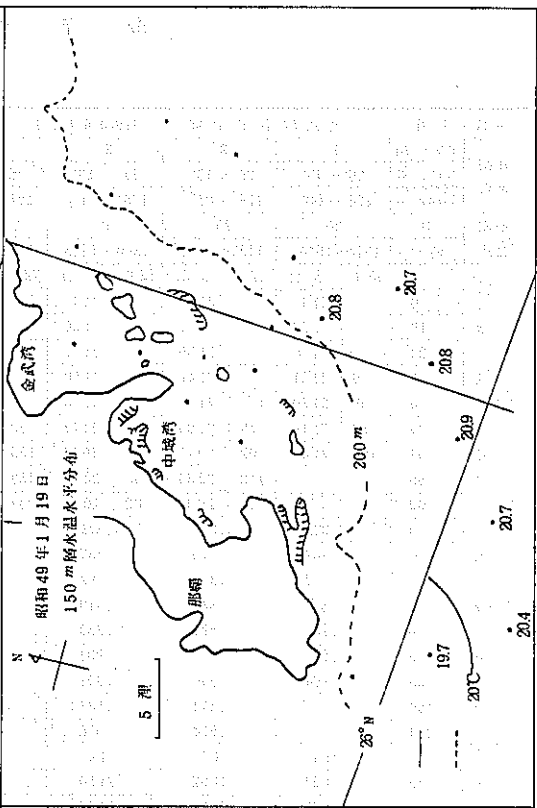 昭和49年1月19日
150m層水温水平分布
N
5 浬
金武湾
中城湾
那覇
200m
26°N
20℃
20.8
20.7
20.8
20.9
20.7
20.4
19.7